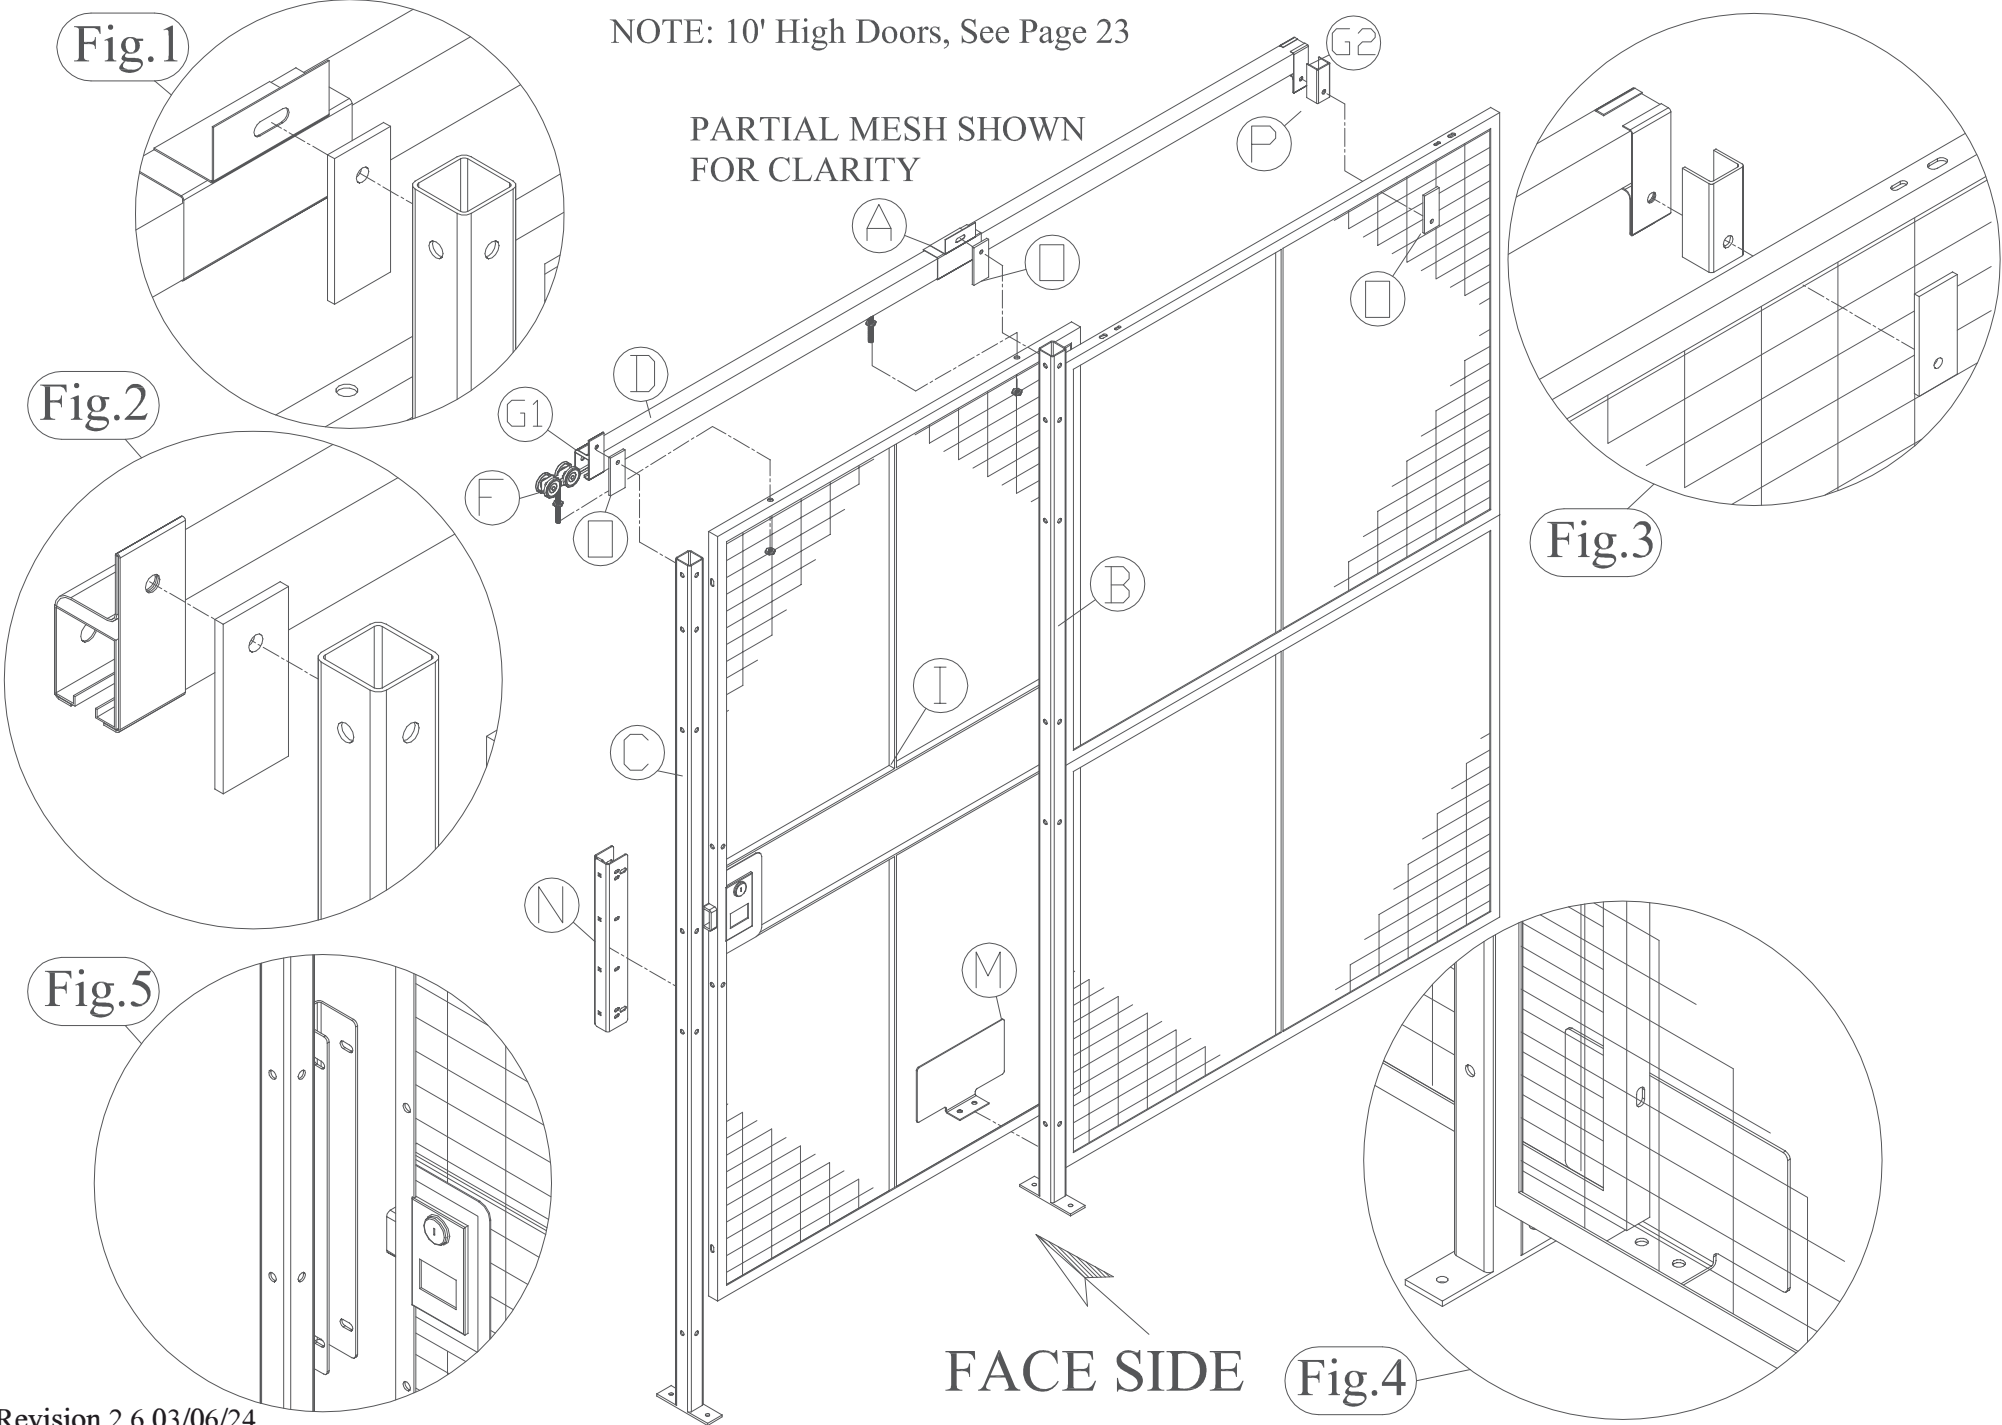 Fig.1
NOTE: 10' High Doors, See Page 23
G2
PARTIAL MESH SHOWN
FOR CLARITY
P
A
O
O
D
G1
F
O
Fig.2
Fig.3
B
I
C
N
M
Fig.5
FACE SIDE
Fig.4
Revision 2.6 03/06/24